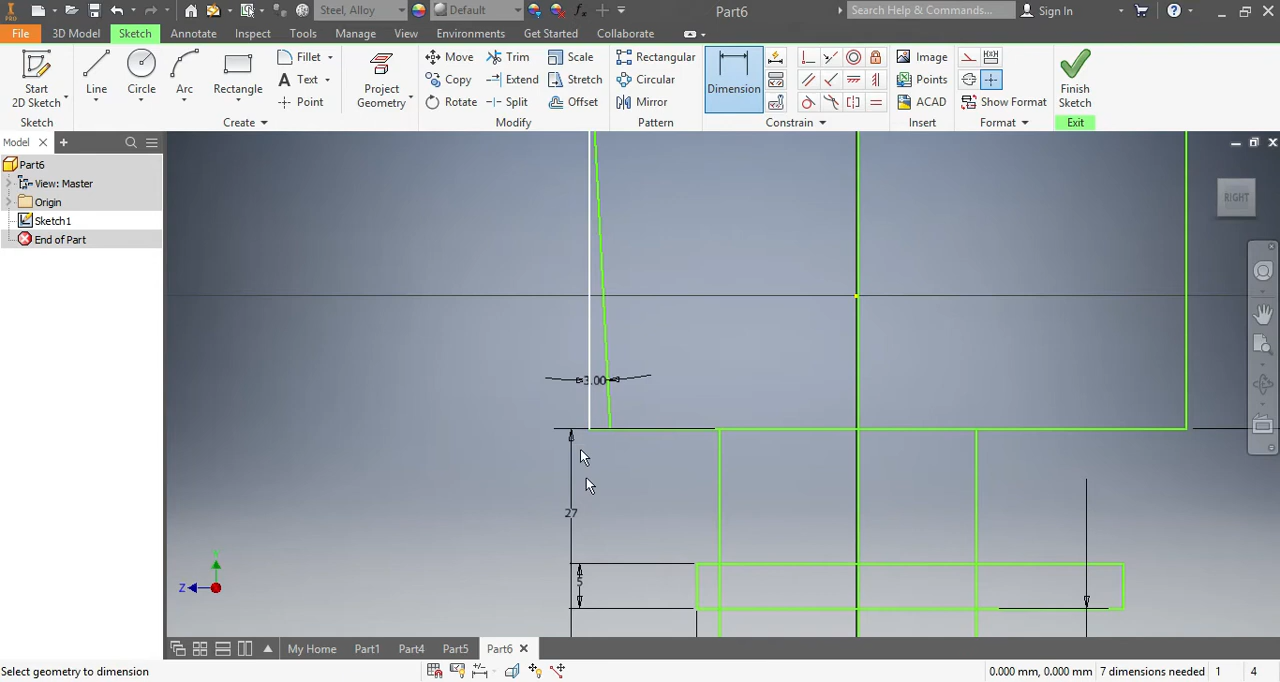 PRO
Steel, Alloy
Default
Part6
Search Help & Commands...
Sign In
File
3D Model
Sketch
Annotate
Inspect
Tools
Manage
View
Environments
Get Started
Collaborate
Start
2D Sketch
Line
Circle
Arc
Rectangle
Fillet
Text
Point
Project
Geometry
Move
Copy
Rotate
Trim
Extend
Split
Scale
Stretch
Offset
Rectangular
Circular
Mirror
Dimension
Image
Points
ACAD
Show Format
Finish
Sketch
Sketch
Create
Modify
Pattern
Constrain
Insert
Format
Exit
Model
Part6
View: Master
Origin
Sketch1
End of Part
RIGHT
3.00
27
5
Z
My Home
Part1
Part4
Part5
Part6
Select geometry to dimension
0.000 mm, 0.000 mm
7 dimensions needed
1
4